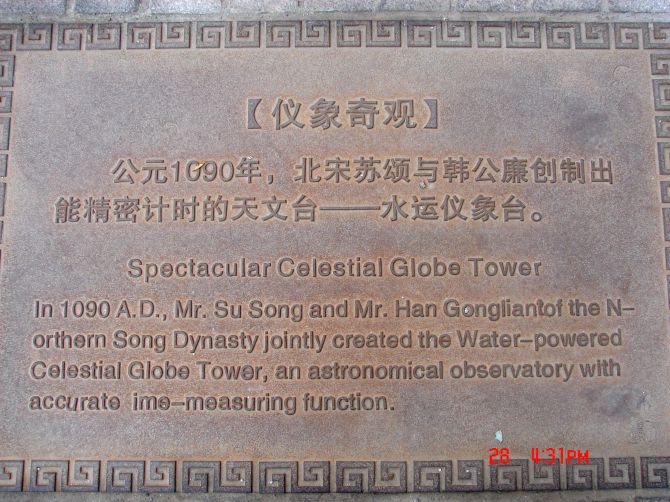 【仪象奇观】
公元1090年，北宋苏颂与韩公廉创制出
能精密计时的天文台——水运仪象台。
Spectacular Celestial Globe Tower
In 1090 A.D., Mr. Su Song and Mr. Han Gongliantof the N-
orthern Song Dynasty jointly created the Water-powered
Celestial Globe Tower, an astronomical observatory with
accurate ime-measuring function.
28 4:31PM